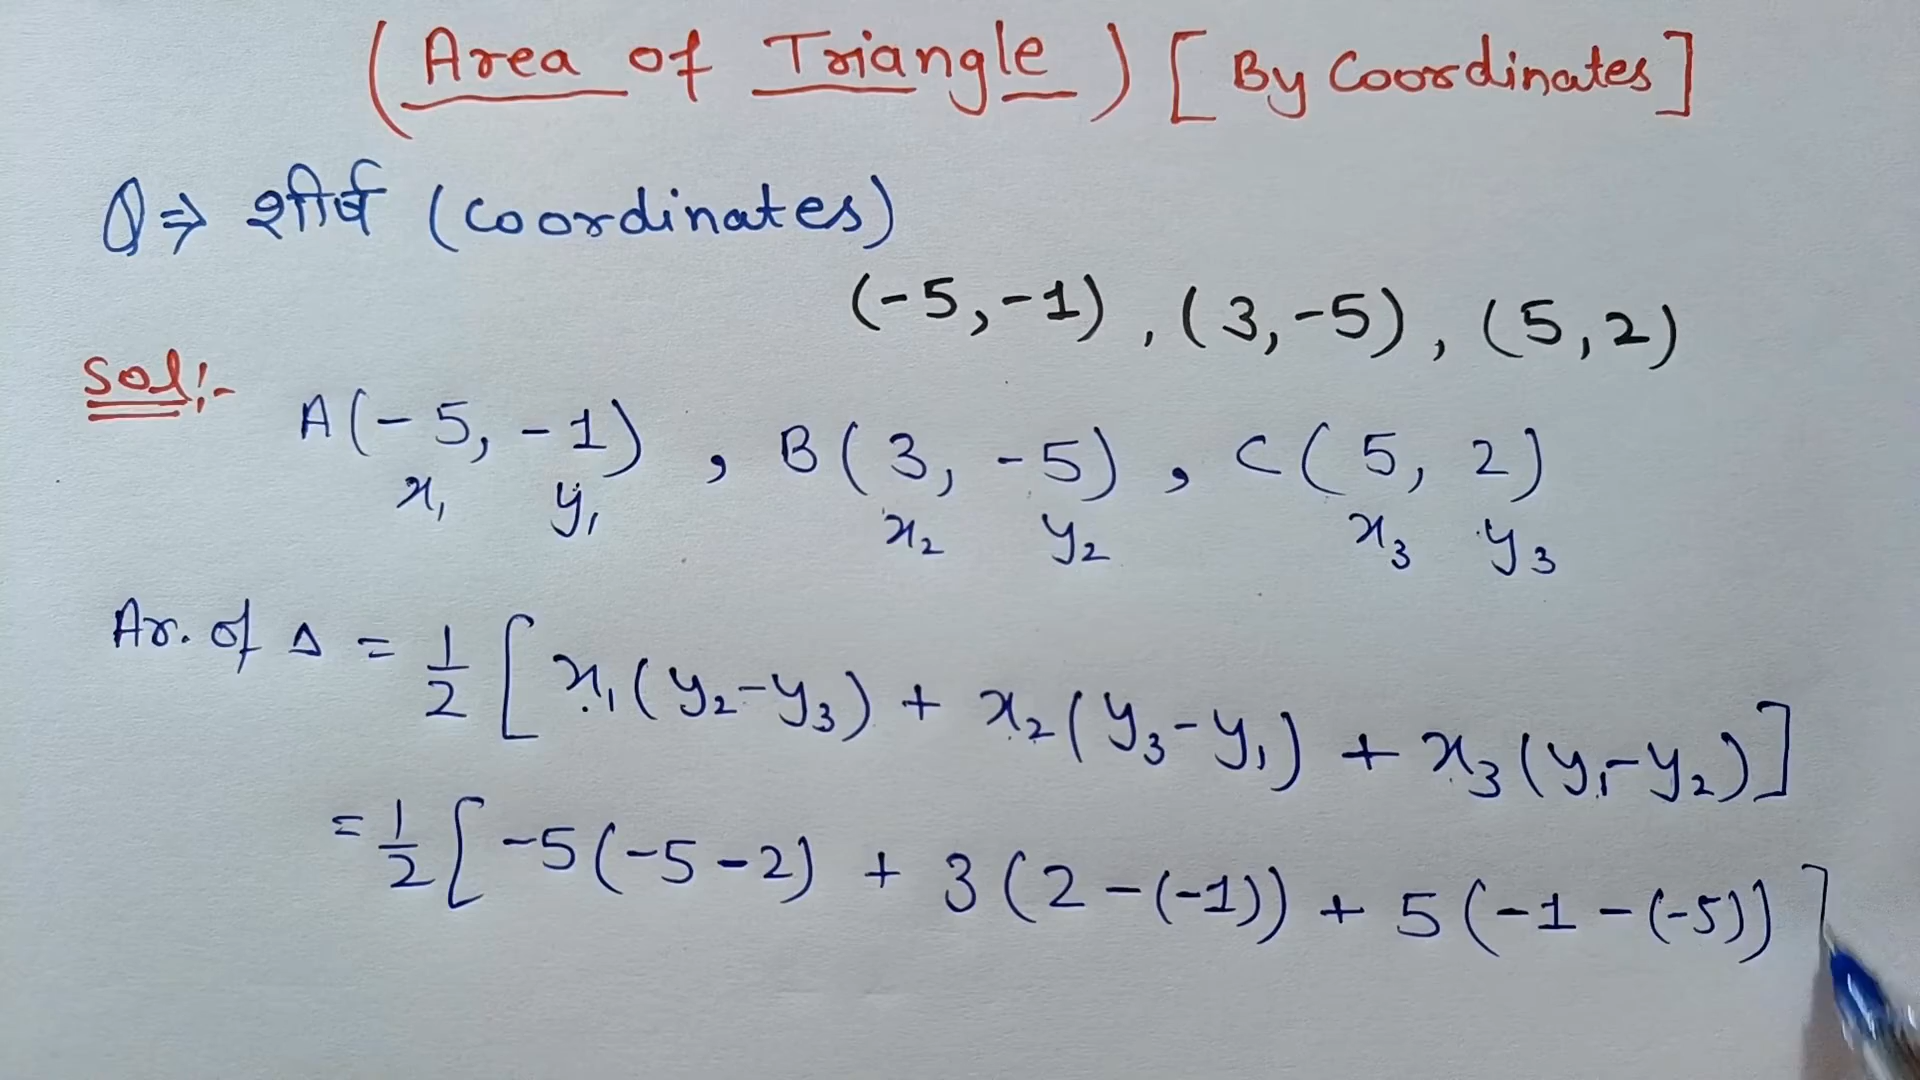 (Area of Triangle) [By Coordinates]
Q⇒ शीर्ष (Coordinates)
(-5,-1), (3,-5), (5,2)
Sol:-
A(-5, -1), B(3, -5), C(5, 2)
x₁ y₁ x₂ y₂ x₃ y₃
Ar. of Δ = 1/2 [x₁(y₂-y₃) + x₂(y₃-y₁) + x₃(y₁-y₂)]
= 1/2 [-5(-5-2) + 3(2-(-1)) + 5(-1-(-5))]